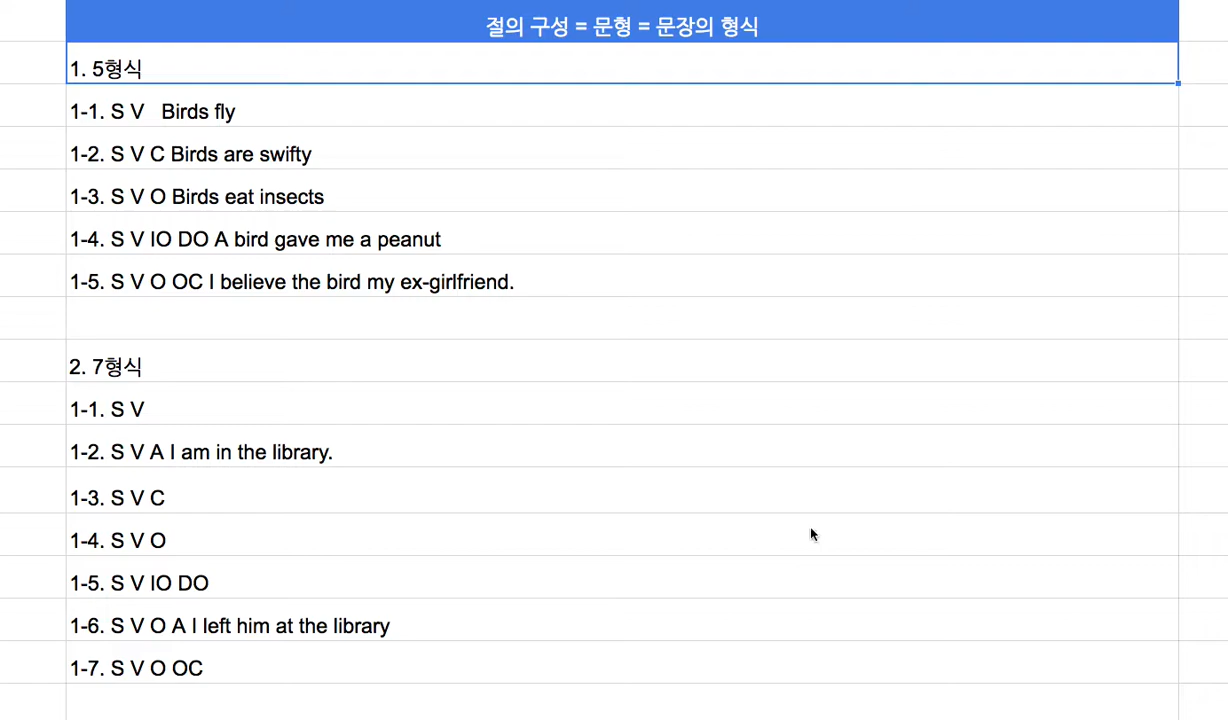 절의 구성 = 문형 = 문장의 형식
1. 5형식
1-1. S V   Birds fly
1-2. S V C Birds are swifty
1-3. S V O Birds eat insects
1-4. S V IO DO A bird gave me a peanut
1-5. S V O OC I believe the bird my ex-girlfriend.
2. 7형식
1-1. S V
1-2. S V A I am in the library.
1-3. S V C
1-4. S V O
1-5. S V IO DO
1-6. S V O A I left him at the library
1-7. S V O OC